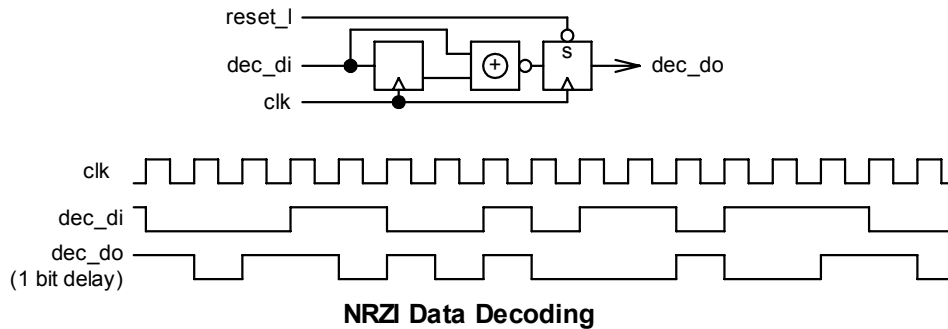 reset_l
s
dec_di
+
dec_do
clk
clk
dec_di
dec_do
(1 bit delay)
NRZI Data Decoding